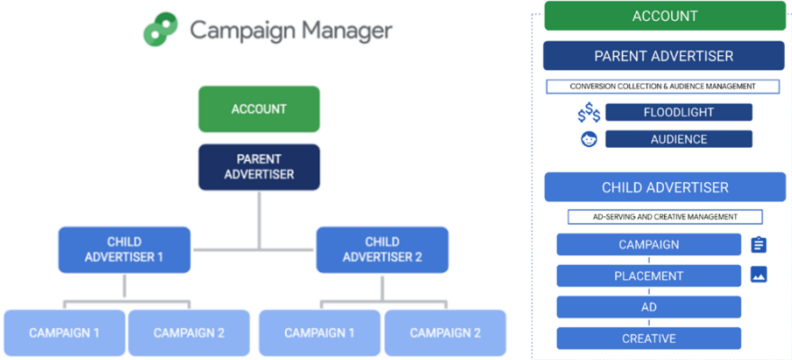 Campaign Manager
ACCOUNT
PARENT
ADVERTISER
CHILD
ADVERTISER 1
CHILD
ADVERTISER 2
CAMPAIGN 1
CAMPAIGN 2
CAMPAIGN 1
CAMPAIGN 2
ACCOUNT
PARENT ADVERTISER
CONVERSION COLLECTION & AUDIENCE MANAGEMENT
$$$
FLOODLIGHT
AUDIENCE
CHILD ADVERTISER
AD-SERVING AND CREATIVE MANAGEMENT
CAMPAIGN
PLACEMENT
AD
CREATIVE